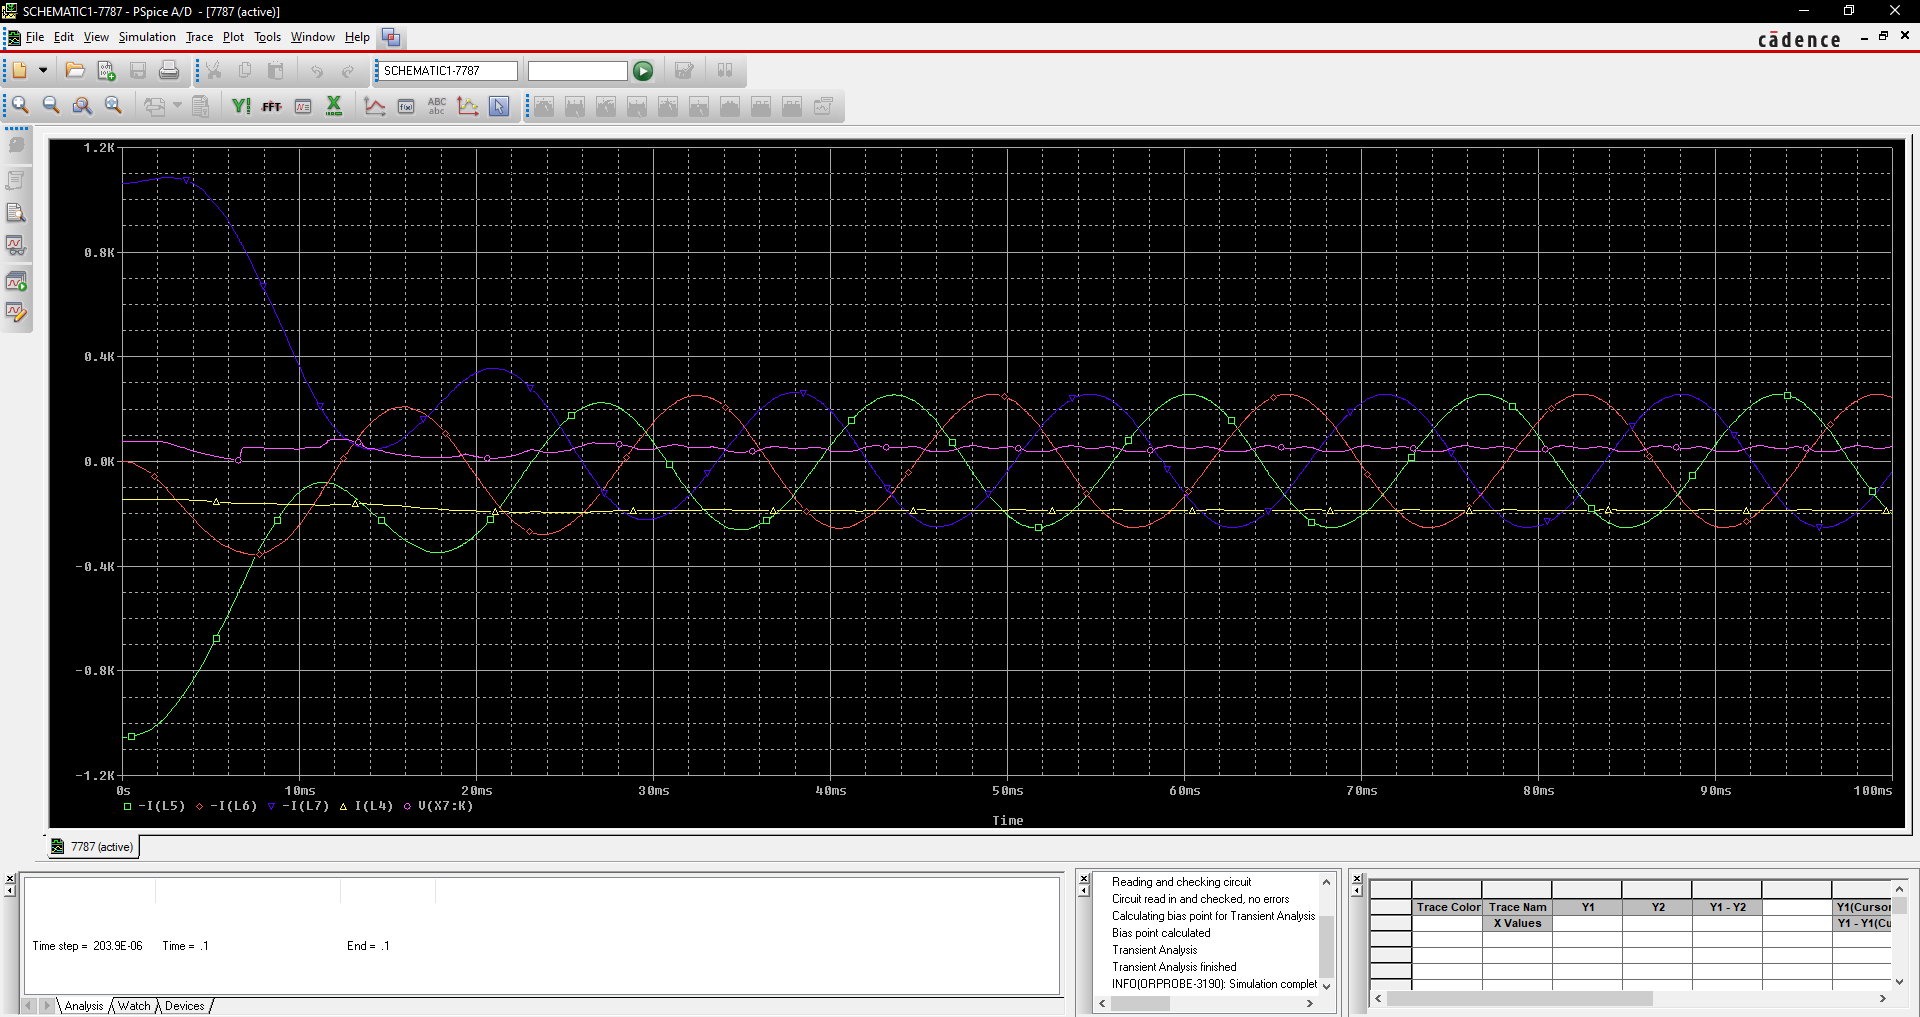 SCHEMATIC1-7787 - PSpice A/D - [7787 (active)]
File Edit View Simulation Trace Plot Tools Window Help
cādence
SCHEMATIC1-7787
FFT
ABC
abc
1.2K
0.8K
0.4K
0.0K
-0.4K
-0.8K
-1.2K
0s 10ms 20ms 30ms 40ms 50ms 60ms 70ms 80ms 90ms 100ms
-I(L5) -I(L6) -I(L7) I(L4) V(X7:K)
Time
7787 (active)
Time step = 203.9E-06 Time = .1 End = .1
Analysis Watch Devices
Reading and checking circuit
Circuit read in and checked, no errors
Calculating bias point for Transient Analysis
Bias point calculated
Transient Analysis
Transient Analysis finished
INFO(ORPROBE-3190): Simulation complet
Trace Color Trace Nam Y1 Y2 Y1 - Y2 Y1(Cursor
X Values Y1 - Y1(Cu